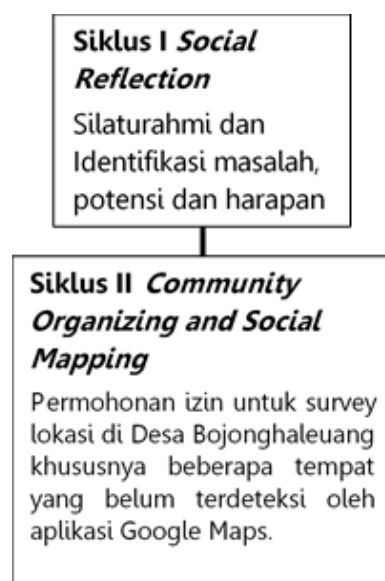 Siklus I Social
Reflection
Silaturahmi dan
Identifikasi masalah,
potensi dan harapan
Siklus II Community
Organizing and Social
Mapping
Permohonan izin untuk survey
lokasi di Desa Bojonghaleuang
khususnya beberapa tempat
yang belum terdeteksi oleh
aplikasi Google Maps.